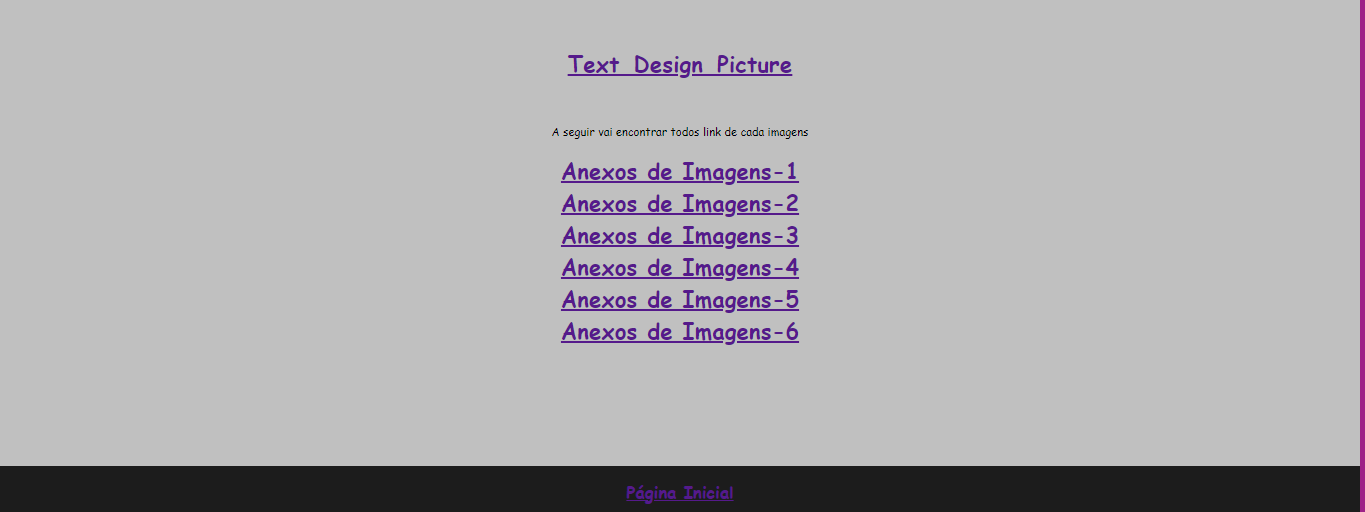 Text Design Picture
A seguir vai encontrar todos link de cada imagens
Anexos de Imagens-1
Anexos de Imagens-2
Anexos de Imagens-3
Anexos de Imagens-4
Anexos de Imagens-5
Anexos de Imagens-6
Página Inicial